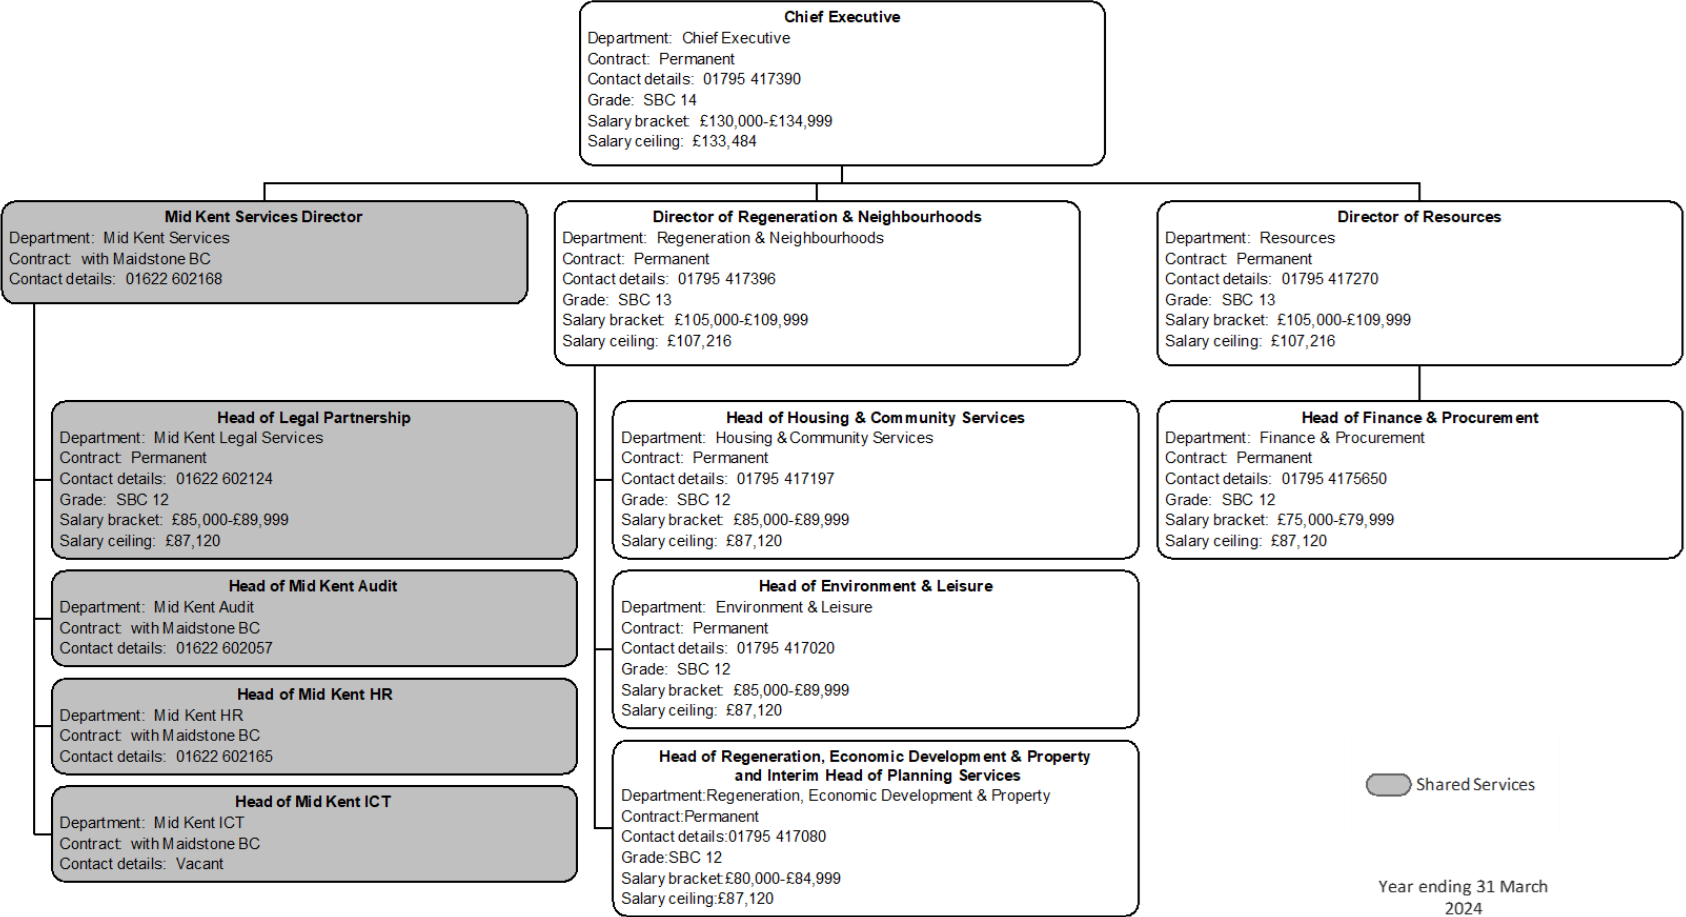 Chief Executive
Department: Chief Executive
Contract: Permanent
Contact details: 01795 417390
Grade: SBC 14
Salary bracket: £130,000-£134,999
Salary ceiling: £133,484
Mid Kent Services Director
Department: Mid Kent Services
Contract: with Maidstone BC
Contact details: 01622 602168
Director of Regeneration & Neighbourhoods
Department: Regeneration & Neighbourhoods
Contract: Permanent
Contact details: 01795 417396
Grade: SBC 13
Salary bracket: £105,000-£109,999
Salary ceiling: £107,216
Director of Resources
Department: Resources
Contract: Permanent
Contact details: 01795 417270
Grade: SBC 13
Salary bracket: £105,000-£109,999
Salary ceiling: £107,216
Head of Legal Partnership
Department: Mid Kent Legal Services
Contract: Permanent
Contact details: 01622 602124
Grade: SBC 12
Salary bracket: £85,000-£89,999
Salary ceiling: £87,120
Head of Mid Kent Audit
Department: Mid Kent Audit
Contract: with Maidstone BC
Contact details: 01622 602057
Head of Mid Kent HR
Department: Mid Kent HR
Contract: with Maidstone BC
Contact details: 01622 602165
Head of Mid Kent ICT
Department: Mid Kent ICT
Contract: with Maidstone BC
Contact details: Vacant
Head of Housing & Community Services
Department: Housing & Community Services
Contract: Permanent
Contact details: 01795 417197
Grade: SBC 12
Salary bracket: £85,000-£89,999
Salary ceiling: £87,120
Head of Environment & Leisure
Department: Environment & Leisure
Contract: Permanent
Contact details: 01795 417020
Grade: SBC 12
Salary bracket: £85,000-£89,999
Salary ceiling: £87,120
Head of Regeneration, Economic Development & Property
and Interim Head of Planning Services
Department:Regeneration, Economic Development & Property
Contract:Permanent
Contact details:01795 417080
Grade:SBC 12
Salary bracket:£80,000-£84,999
Salary ceiling:£87,120
Head of Finance & Procurement
Department: Finance & Procurement
Contract: Permanent
Contact details: 01795 4175650
Grade: SBC 12
Salary bracket: £75,000-£79,999
Salary ceiling: £87,120
Shared Services
Year ending 31 March
2024